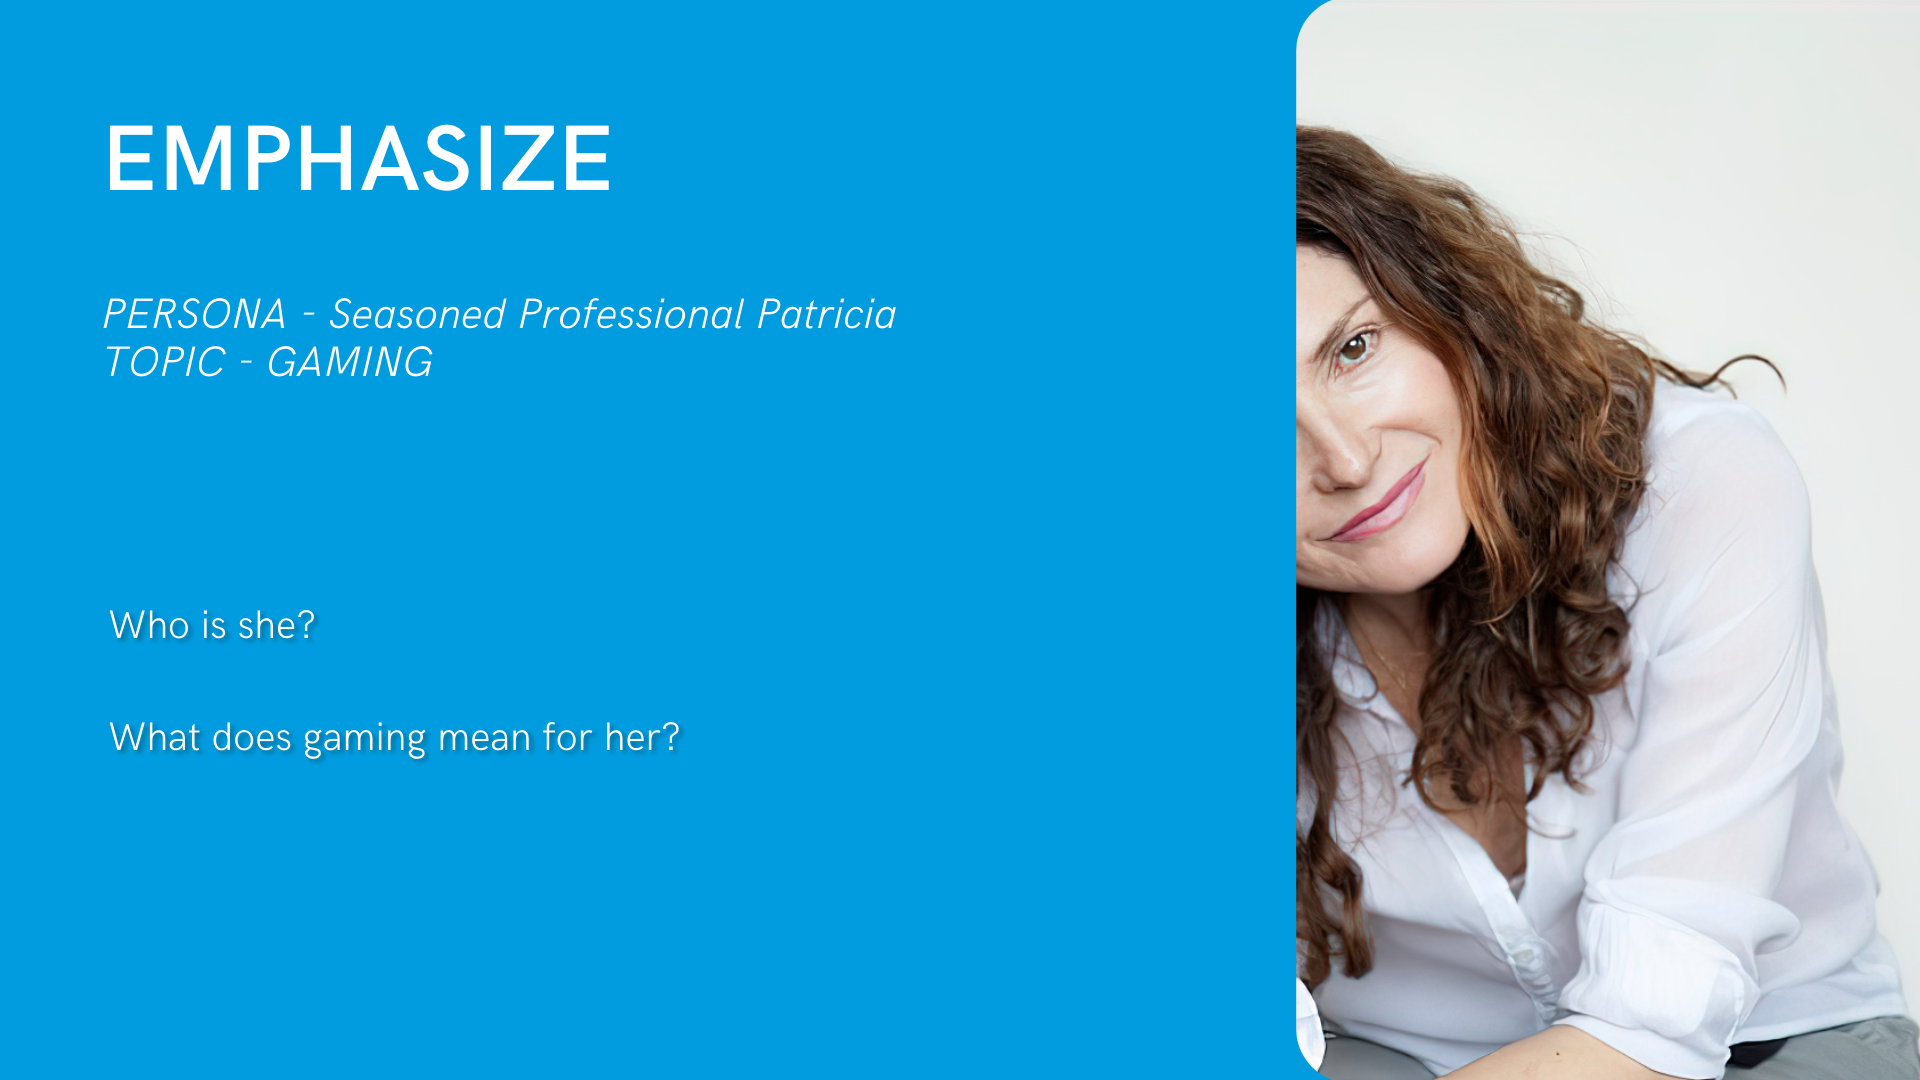 EMPHASIZE
PERSONA - Seasoned Professional Patricia
TOPIC - GAMING
Who is she?
What does gaming mean for her?